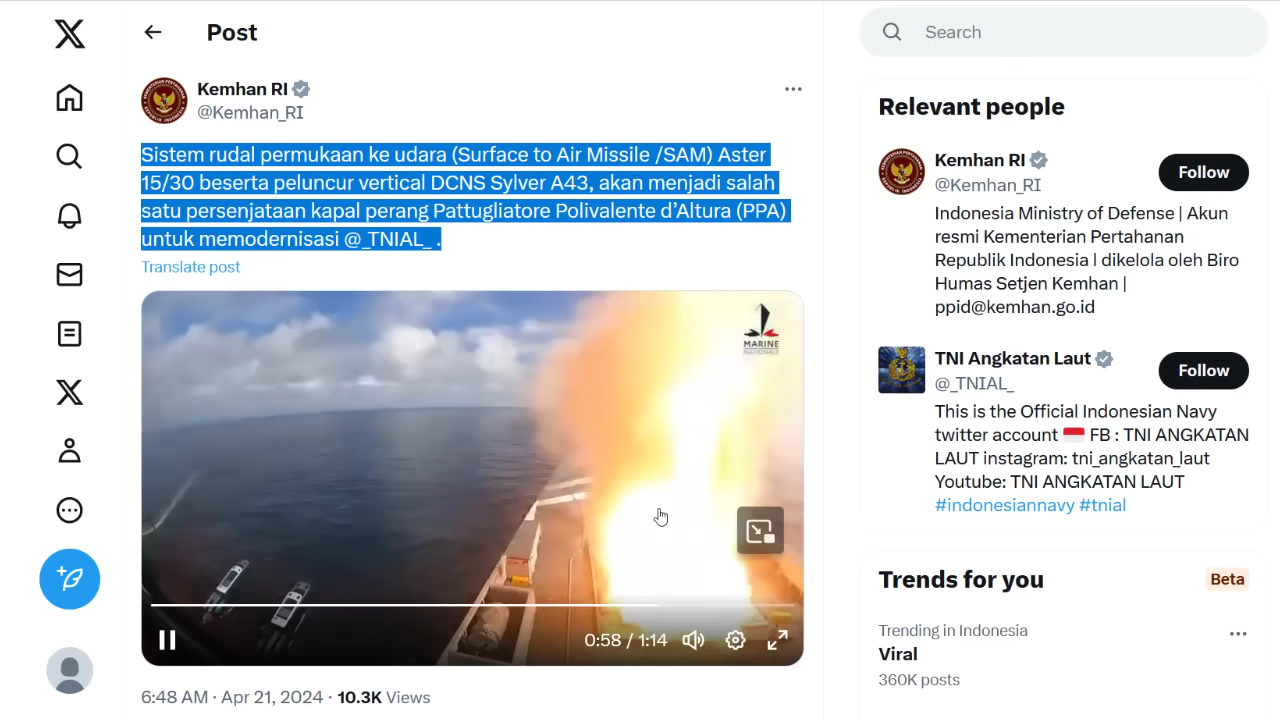 Post
Kemhan RI
@Kemhan_RI
Sistem rudal permukaan ke udara (Surface to Air Missile /SAM) Aster
15/30 beserta peluncur vertical DCNS Sylver A43, akan menjadi salah
satu persenjataan kapal perang Pattugliatore Polivalente d’Altura (PPA)
untuk memodernisasi @_TNIAL_ .
Translate post
MARINE
NATIONALE
0:58 / 1:14
6:48 AM · Apr 21, 2024 · 10.3K Views
Search
Relevant people
Kemhan RI
@Kemhan_RI
Follow
Indonesia Ministry of Defense | Akun
resmi Kementerian Pertahanan
Republik Indonesia l dikelola oleh Biro
Humas Setjen Kemhan |
ppid@kemhan.go.id
TNI Angkatan Laut
@_TNIAL_
Follow
This is the Official Indonesian Navy
twitter account 🇮🇩 FB : TNI ANGKATAN
LAUT instagram: tni_angkatan_laut
Youtube: TNI ANGKATAN LAUT
#indonesiannavy #tnial
Trends for you
Beta
Trending in Indonesia
Viral
360K posts